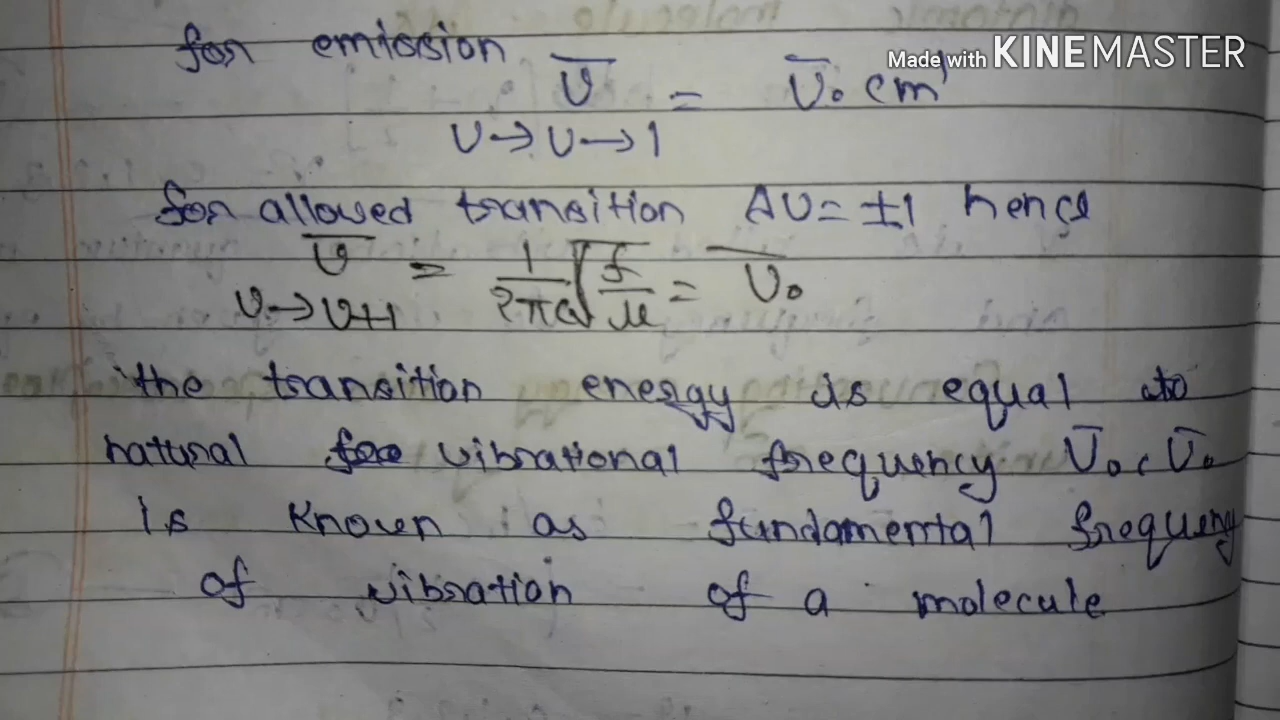 for emission
Made with KINEMASTER
ν̅ = ν̅₀ cm⁻¹
υ→υ→1
for allowed transition Δυ=±1 hence
ν̅ = 1/2πc √f/μ = ν̅₀
υ→υ+1
the transition energy is equal to
natural vibrational frequency ν̅₀, ν̅₀
is known as fundamental frequency
of vibration of a molecule